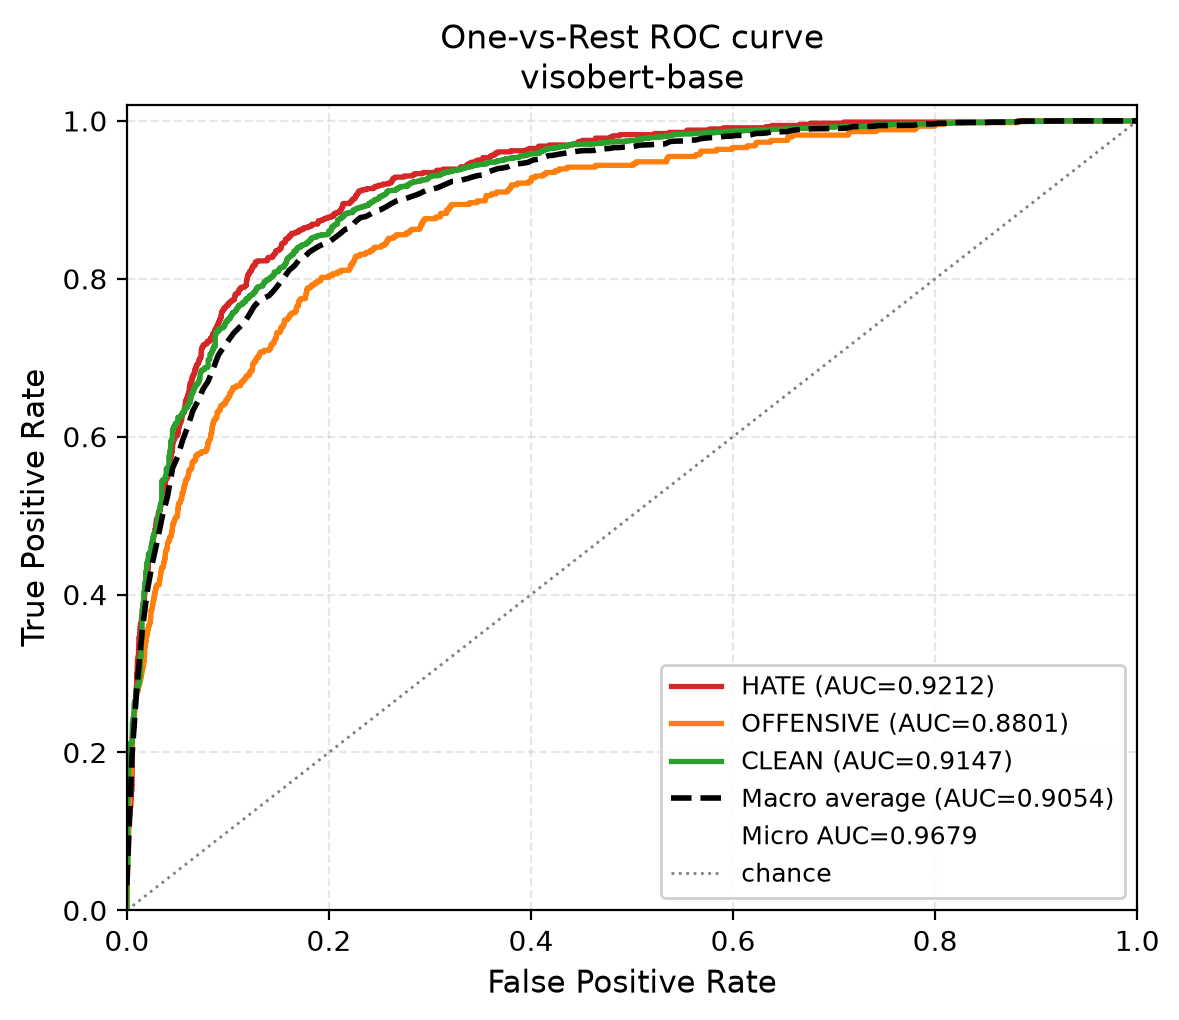 One-vs-Rest ROC curve
visobert-base
1.0
0.8
0.6
0.4
0.2
0.0
True Positive Rate
HATE (AUC=0.9212)
OFFENSIVE (AUC=0.8801)
CLEAN (AUC=0.9147)
Macro average (AUC=0.9054)
Micro AUC=0.9679
chance
0.0 0.2 0.4 0.6 0.8 1.0
False Positive Rate